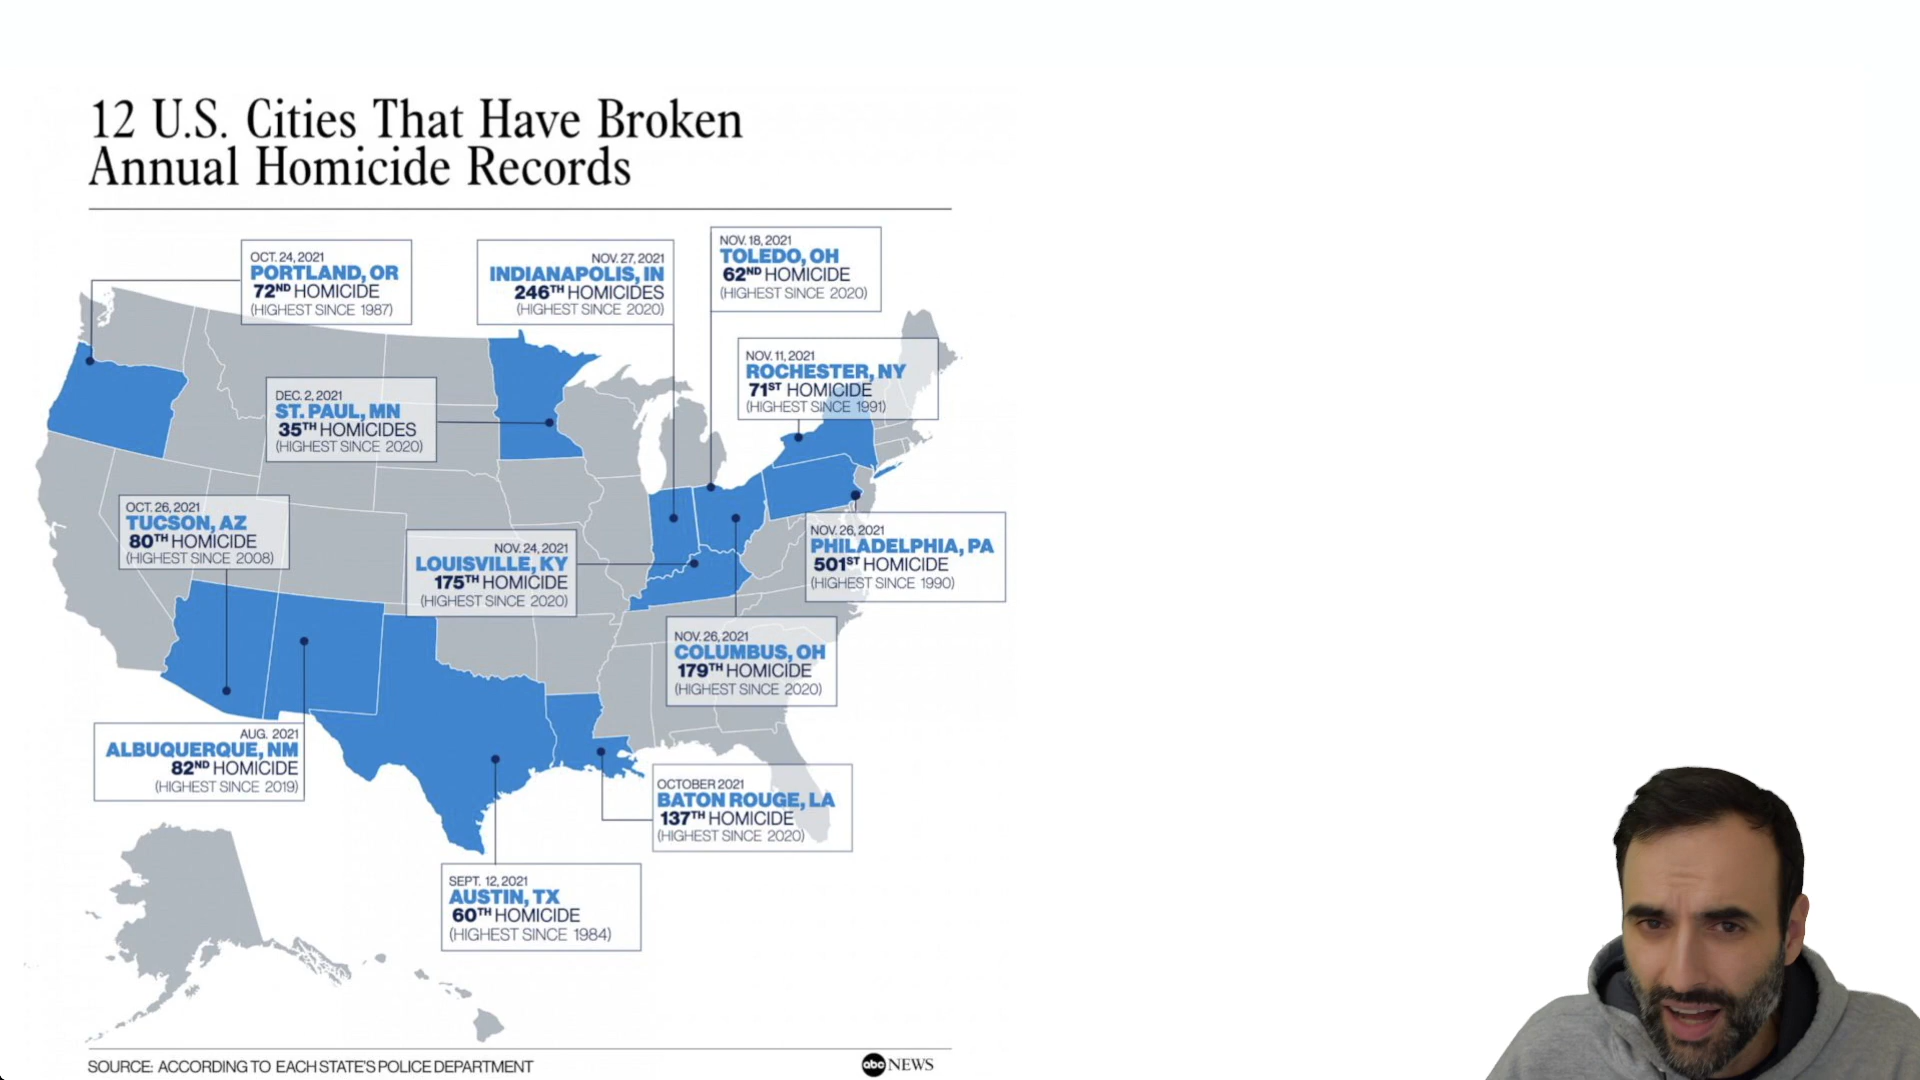 12 U.S. Cities That Have Broken
Annual Homicide Records
OCT. 24, 2021
PORTLAND, OR
72ND HOMICIDE
(HIGHEST SINCE 1987)
NOV. 27, 2021
INDIANAPOLIS, IN
246TH HOMICIDES
(HIGHEST SINCE 2020)
NOV. 18, 2021
TOLEDO, OH
62ND HOMICIDE
(HIGHEST SINCE 2020)
NOV. 11, 2021
ROCHESTER, NY
71ST HOMICIDE
(HIGHEST SINCE 1991)
DEC. 2, 2021
ST. PAUL, MN
35TH HOMICIDES
(HIGHEST SINCE 2020)
OCT. 26, 2021
TUCSON, AZ
80TH HOMICIDE
(HIGHEST SINCE 2008)
NOV. 24, 2021
LOUISVILLE, KY
175TH HOMICIDE
(HIGHEST SINCE 2020)
NOV. 26, 2021
PHILADELPHIA, PA
501ST HOMICIDE
(HIGHEST SINCE 1990)
NOV. 26, 2021
COLUMBUS, OH
179TH HOMICIDE
(HIGHEST SINCE 2020)
AUG. 2021
ALBUQUERQUE, NM
82ND HOMICIDE
(HIGHEST SINCE 2019)
OCTOBER 2021
BATON ROUGE, LA
137TH HOMICIDE
(HIGHEST SINCE 2020)
SEPT. 12, 2021
AUSTIN, TX
60TH HOMICIDE
(HIGHEST SINCE 1984)
SOURCE: ACCORDING TO EACH STATE'S POLICE DEPARTMENT
abc NEWS